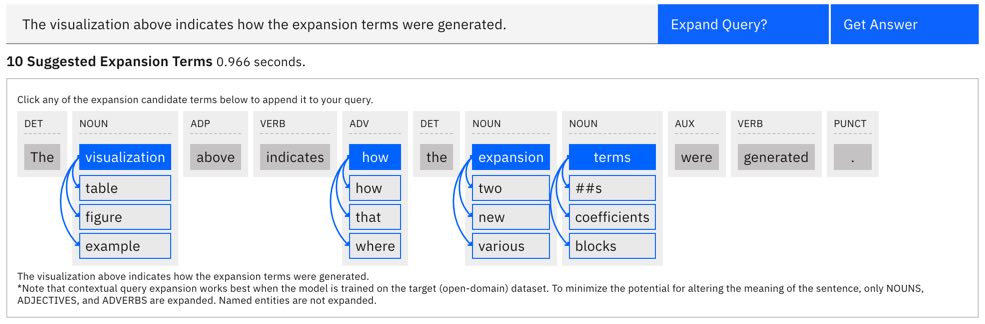 The visualization above indicates how the expansion terms were generated. Expand Query? Get Answer
10 Suggested Expansion Terms 0.966 seconds.
Click any of the expansion candidate terms below to append it to your query.
DET NOUN ADP VERB ADV DET NOUN NOUN AUX VERB PUNCT
The visualization above indicates how the expansion terms were generated .
table how two ##s
figure that new coefficients
example where various blocks
The visualization above indicates how the expansion terms were generated.
*Note that contextual query expansion works best when the model is trained on the target (open-domain) dataset. To minimize the potential for altering the meaning of the sentence, only NOUNS,
ADJECTIVES, and ADVERBS are expanded. Named entities are not expanded.